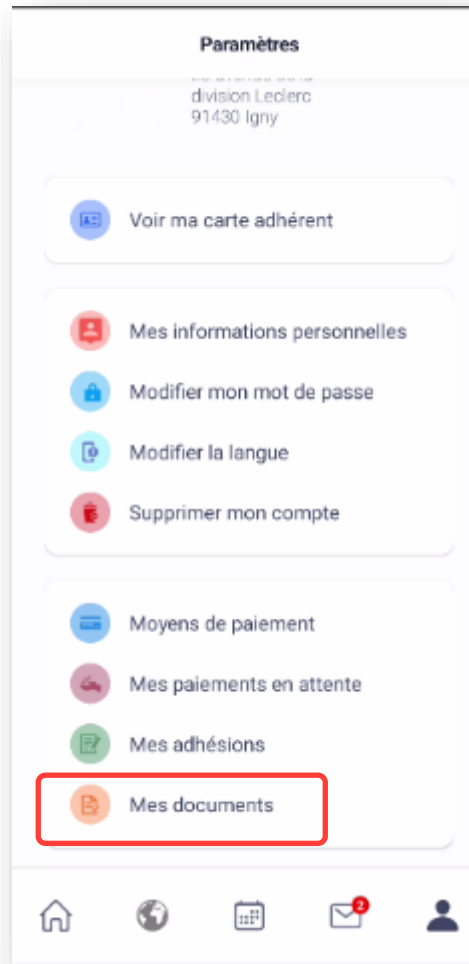 Paramètres
division Leclerc
91430 Igny
Voir ma carte adhérent
Mes informations personnelles
Modifier mon mot de passe
Modifier la langue
Supprimer mon compte
Moyens de paiement
Mes paiements en attente
Mes adhésions
Mes documents
2